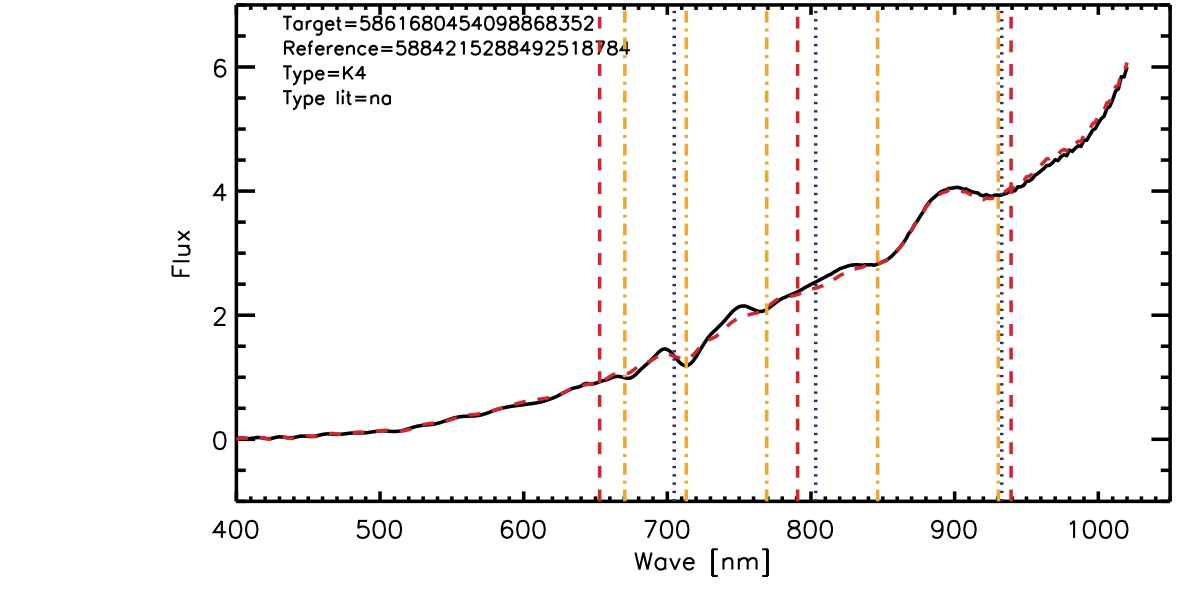 Target=5861680454098868352
Reference=5884215288492518784
Type=K4
Type lit=na
6
4
2
0
Flux
400 500 600 700 800 900 1000
Wave [nm]